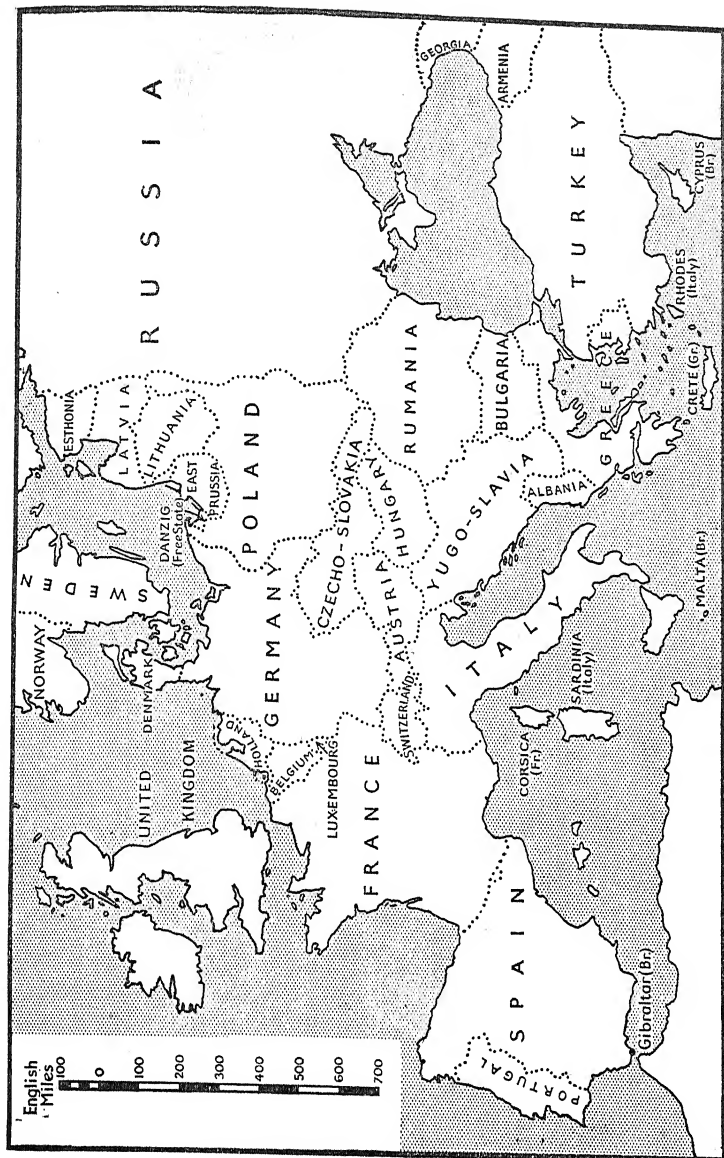 English
Miles
100
0
100
200
300
400
500
600
700
NORWAY
SWEDEN
ESTHONIA
LATVIA
LITHUANIA
RUSSIA
DENMARK
DANZIG
(Free State)
EAST
PRUSSIA
UNITED
KINGDOM
HOLLAND
BELGIUM
LUXEMBOURG
GERMANY
POLAND
CZECHO-SLOVAKIA
FRANCE
SWITZERLAND
AUSTRIA
HUNGARY
RUMANIA
GEORGIA
ARMENIA
YUGO-SLAVIA
BULGARIA
ITALY
ALBANIA
GREECE
TURKEY
PORTUGAL
SPAIN
CORSICA
(Fr.)
SARDINIA
(Italy)
Gibraltar (Br.)
MALTA (Br.)
CRETE (Gr.)
RHODES
(Italy)
CYPRUS
(Br.)